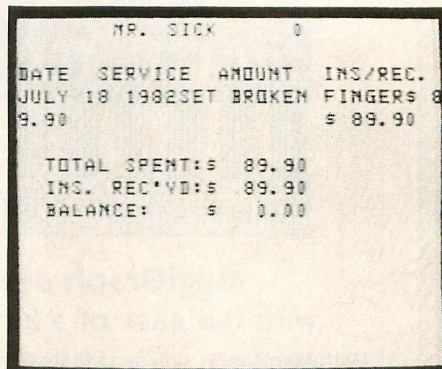 MR. SICK 0
DATE SERVICE AMOUNT INS/REC.
JULY 18 1982SET BROKEN FINGER$ 8
9.90 $ 89.90
TOTAL SPENT:$ 89.90
INS. REC'VD:$ 89.90
BALANCE: $ 0.00